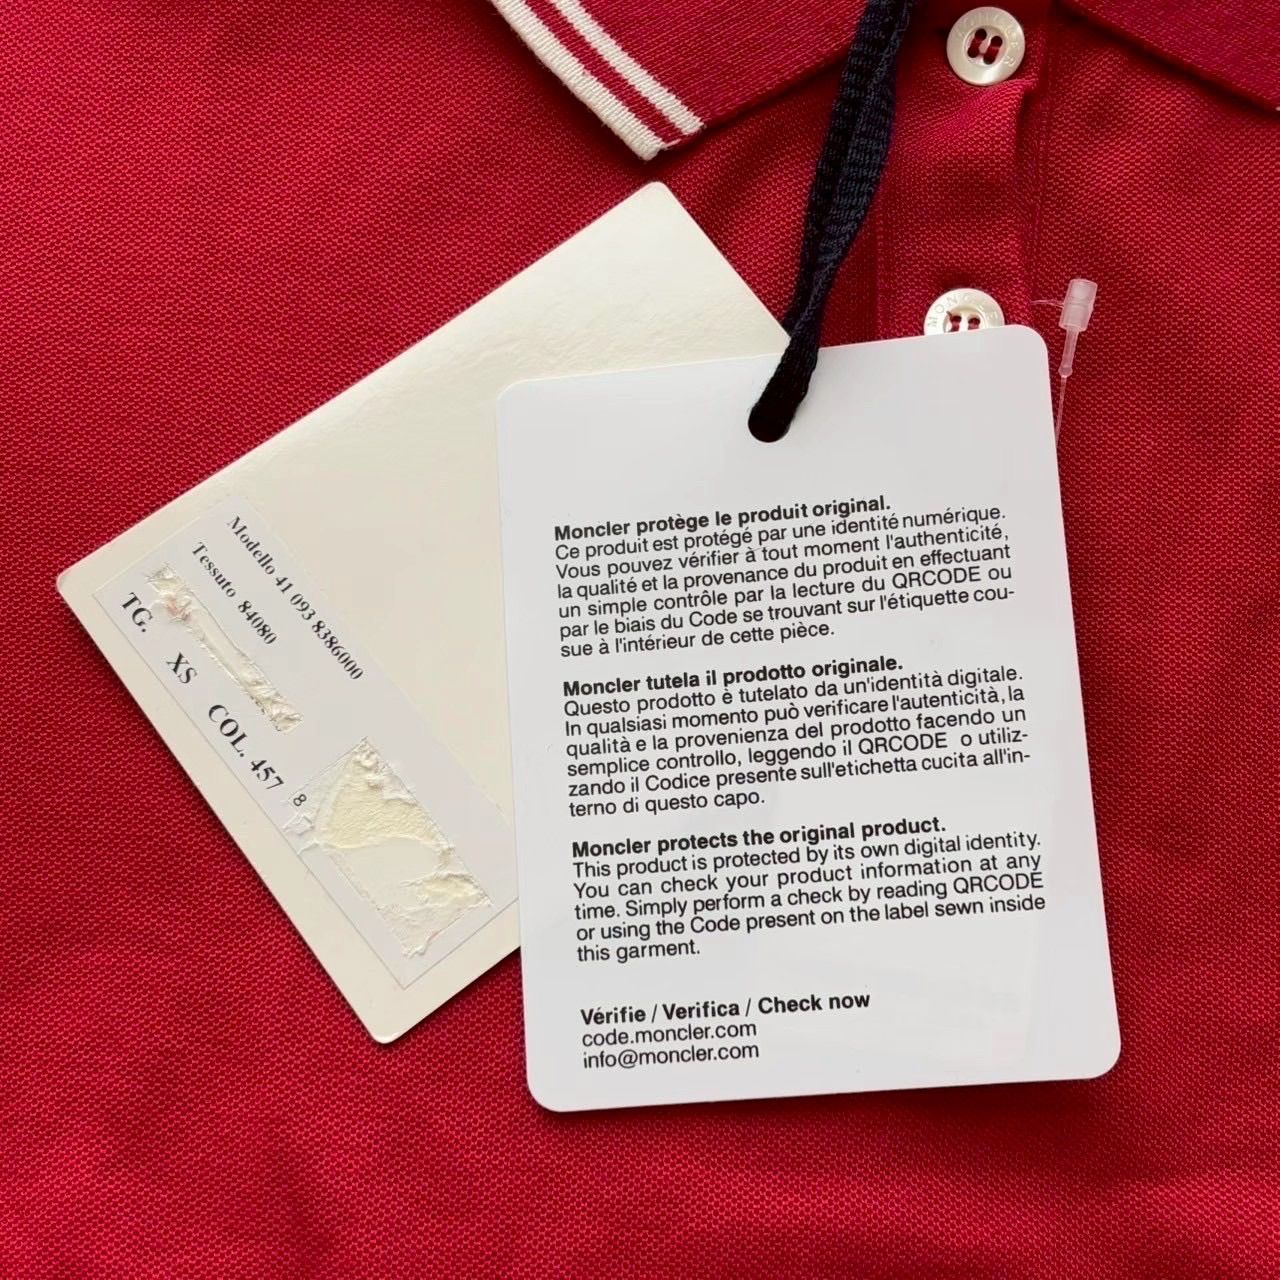 MONCLER
MONCLE
Modello 41 093 8386000
Tessuto 84080
TG. XS COL. 457
8
Moncler protège le produit original.
Ce produit est protégé par une identité numérique.
Vous pouvez vérifier à tout moment l'authenticité,
la qualité et la provenance du produit en effectuant
un simple contrôle par la lecture du QRCODE ou
par le biais du Code se trouvant sur l'étiquette cou-
sue à l'intérieur de cette pièce.
Moncler tutela il prodotto originale.
Questo prodotto è tutelato da un'identità digitale.
In qualsiasi momento può verificare l'autenticità, la
qualità e la provenienza del prodotto facendo un
semplice controllo, leggendo il QRCODE o utiliz-
zando il Codice presente sull'etichetta cucita all'in-
terno di questo capo.
Moncler protects the original product.
This product is protected by its own digital identity.
You can check your product information at any
time. Simply perform a check by reading QRCODE
or using the Code present on the label sewn inside
this garment.
Vérifie / Verifica / Check now
code.moncler.com
info@moncler.com